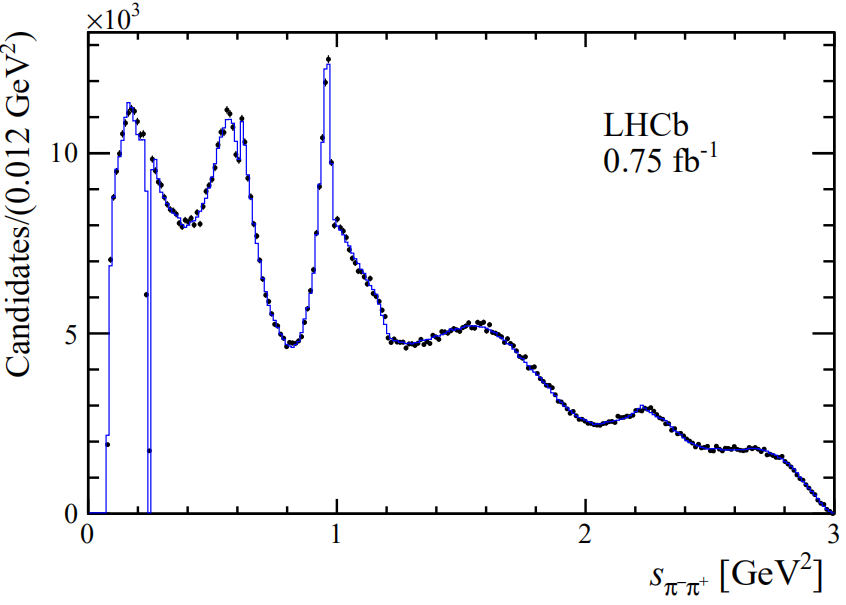 ×10³
Candidates/(0.012 GeV²)
10
5
0
LHCb
0.75 fb⁻¹
0 1 2 3
s_π⁻π⁺ [GeV²]